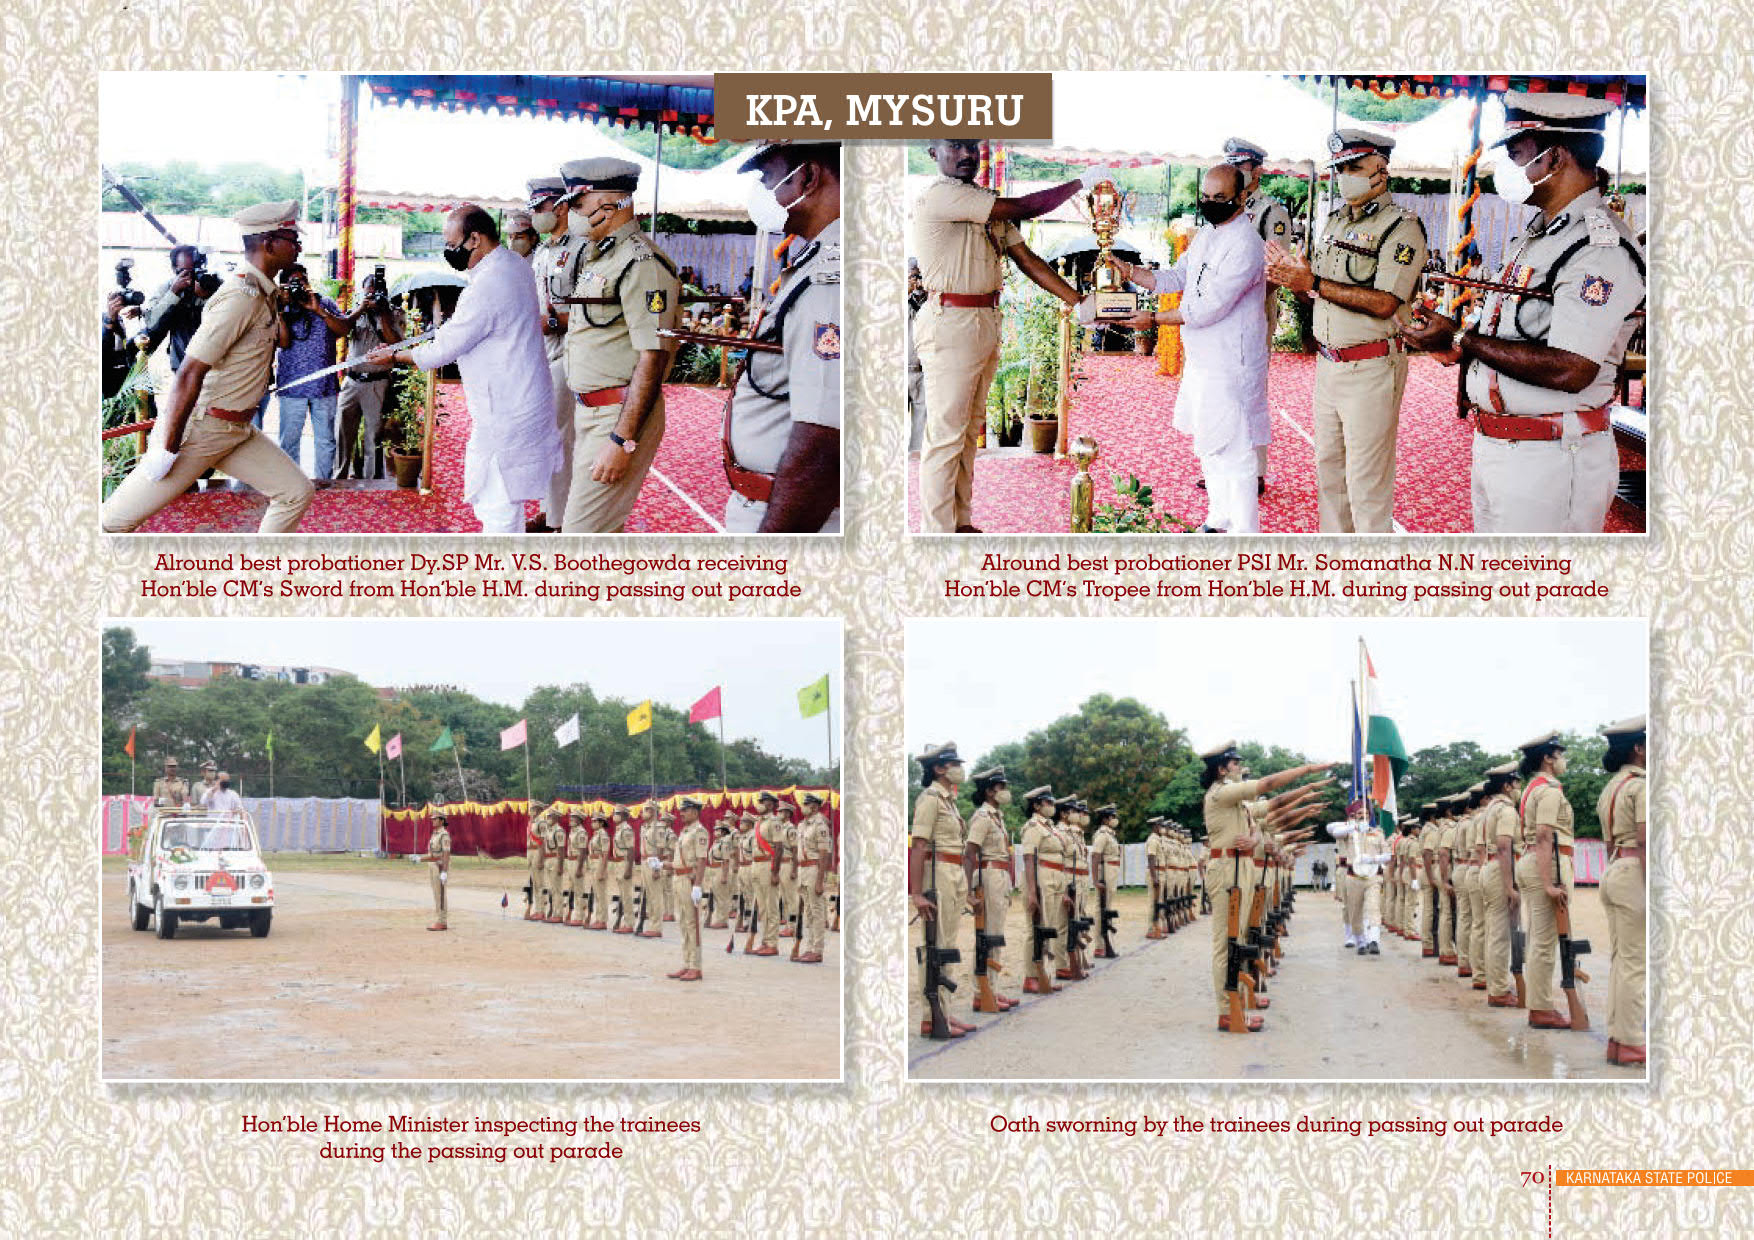 KPA, MYSURU
Alround best probationer Dy.SP Mr. V.S. Boothegowda receiving
Hon'ble CM's Sword from Hon'ble H.M. during passing out parade
Alround best probationer PSI Mr. Somanatha N.N receiving
Hon'ble CM's Tropee from Hon'ble H.M. during passing out parade
Hon'ble Home Minister inspecting the trainees
during the passing out parade
Oath sworning by the trainees during passing out parade
70
KARNATAKA STATE POLICE